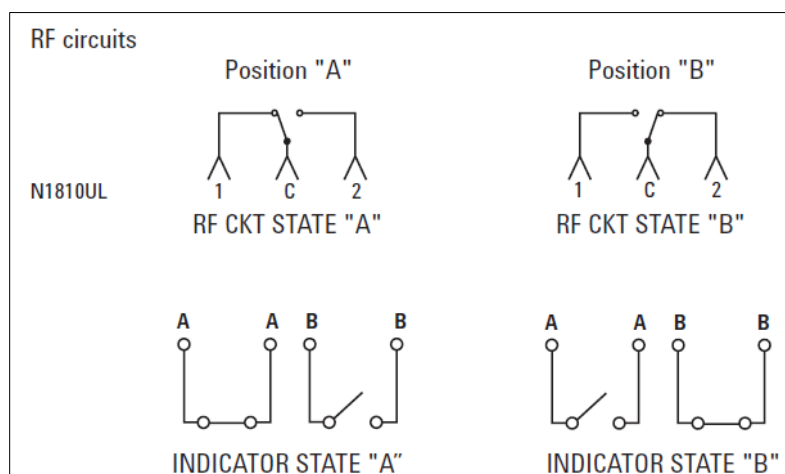 RF circuits
Position "A" Position "B"
N1810UL 1 C 2 1 C 2
RF CKT STATE "A" RF CKT STATE "B"
A A B B A A B B
INDICATOR STATE "A” INDICATOR STATE "B"